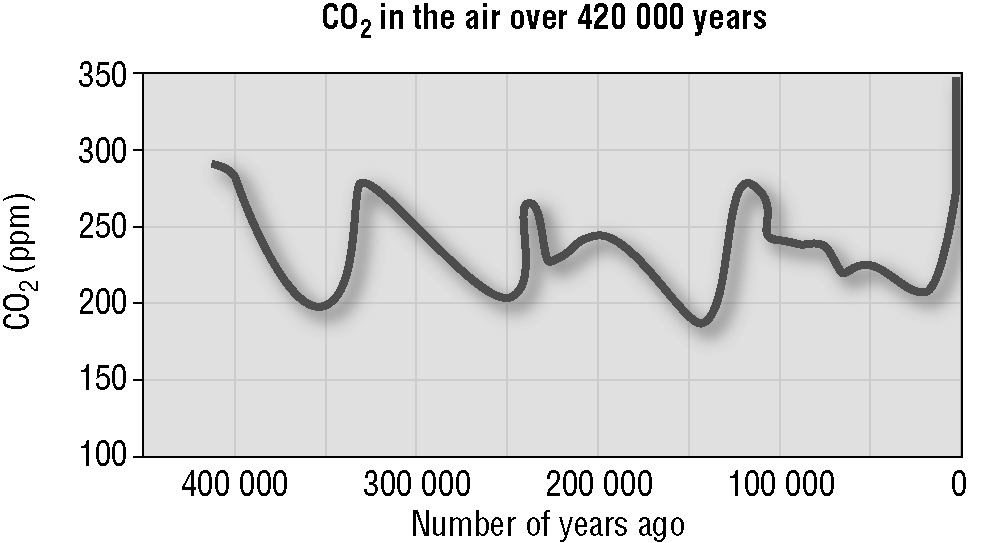 CO₂ in the air over 420 000 years
350
300
250
200
150
100
CO₂ (ppm)
400 000 300 000 200 000 100 000 0
Number of years ago